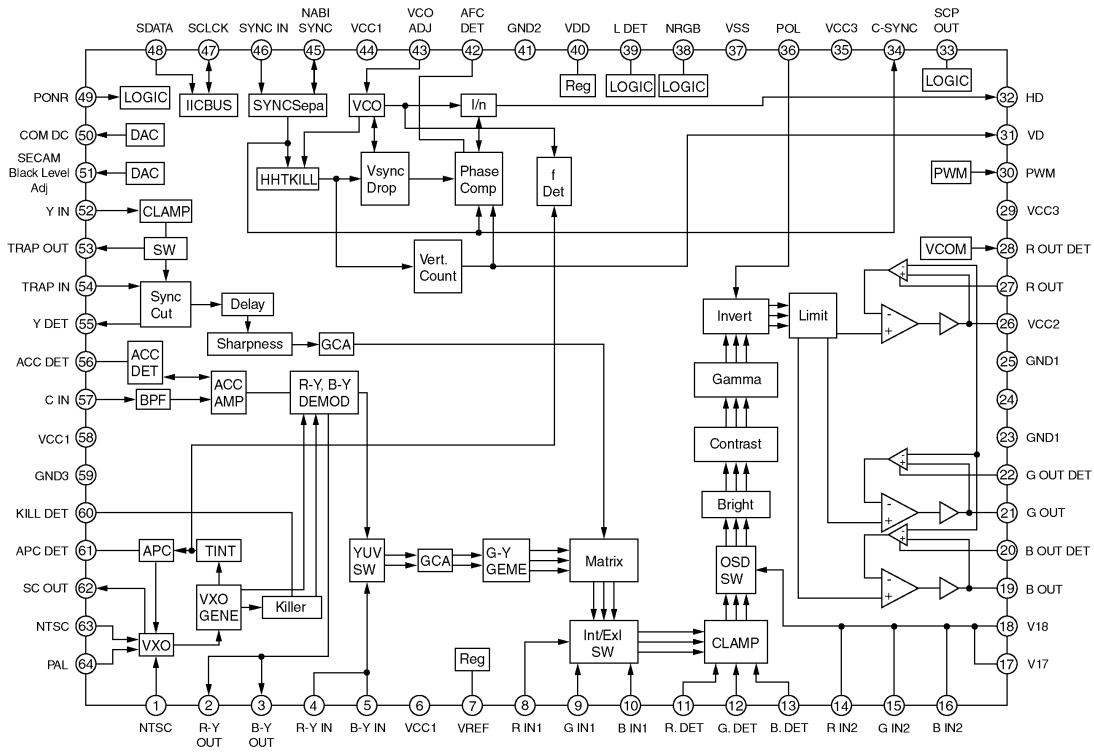 SDATA
SCLCK
SYNC IN
NABI
SYNC
VCC1
VCO
ADJ
AFC
DET
GND2
VDD
L DET
NRGB
VSS
POL
VCC3
C-SYNC
SCP
OUT
48
47
46
45
44
43
42
41
40
39
38
37
36
35
34
33
PONR
49
LOGIC
IICBUS
SYNCSepa
VCO
I/n
Reg
LOGIC
LOGIC
LOGIC
32
HD
COM DC
50
DAC
31
VD
SECAM
Black Level
Adj
51
DAC
HHTKILL
Vsync
Drop
Phase
Comp
f
Det
PWM
30
PWM
Y IN
52
CLAMP
29
VCC3
TRAP OUT
53
SW
Vert.
Count
VCOM
28
R OUT DET
TRAP IN
54
Sync
Cut
Delay
27
R OUT
-
+
Y DET
55
Sharpness
GCA
Invert
Limit
-
+
26
VCC2
ACC DET
56
ACC
DET
25
GND1
C IN
57
BPF
ACC
AMP
R-Y, B-Y
DEMOD
Gamma
24
VCC1
58
Contrast
23
GND1
GND3
59
-
+
22
G OUT DET
KILL DET
60
Bright
-
+
21
G OUT
APC DET
61
APC
TINT
YUV
SW
GCA
G-Y
GEME
Matrix
OSD
SW
-
+
20
B OUT DET
SC OUT
62
VXO
GENE
Killer
-
+
19
B OUT
NTSC
63
VXO
Int/Exl
SW
CLAMP
18
V18
PAL
64
Reg
17
V17
1
2
3
4
5
6
7
8
9
10
11
12
13
14
15
16
NTSC
R-Y
OUT
B-Y
OUT
R-Y IN
B-Y IN
VCC1
VREF
R IN1
G IN1
B IN1
R. DET
G. DET
B. DET
R IN2
G IN2
B IN2